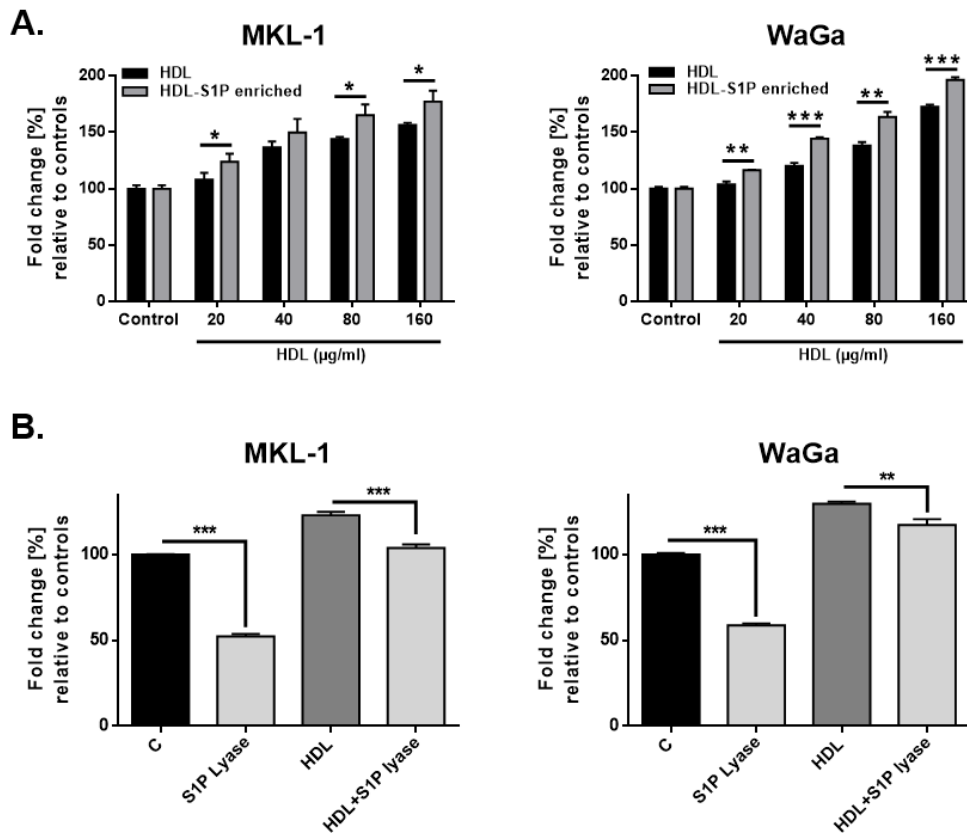 A.
MKL-1
HDL
HDL-S1P enriched
Fold change [%]
relative to controls
200
150
100
50
0
*
*
*
Control
20
40
80
160
HDL (µg/ml)
WaGa
HDL
HDL-S1P enriched
Fold change [%]
relative to controls
200
150
100
50
0
**
***
**
***
Control
20
40
80
160
HDL (µg/ml)
B.
MKL-1
Fold change [%]
relative to controls
100
50
0
***
***
C
S1P Lyase
HDL
HDL+S1P lyase
WaGa
Fold change [%]
relative to controls
100
50
0
***
**
C
S1P Lyase
HDL
HDL+S1P lyase